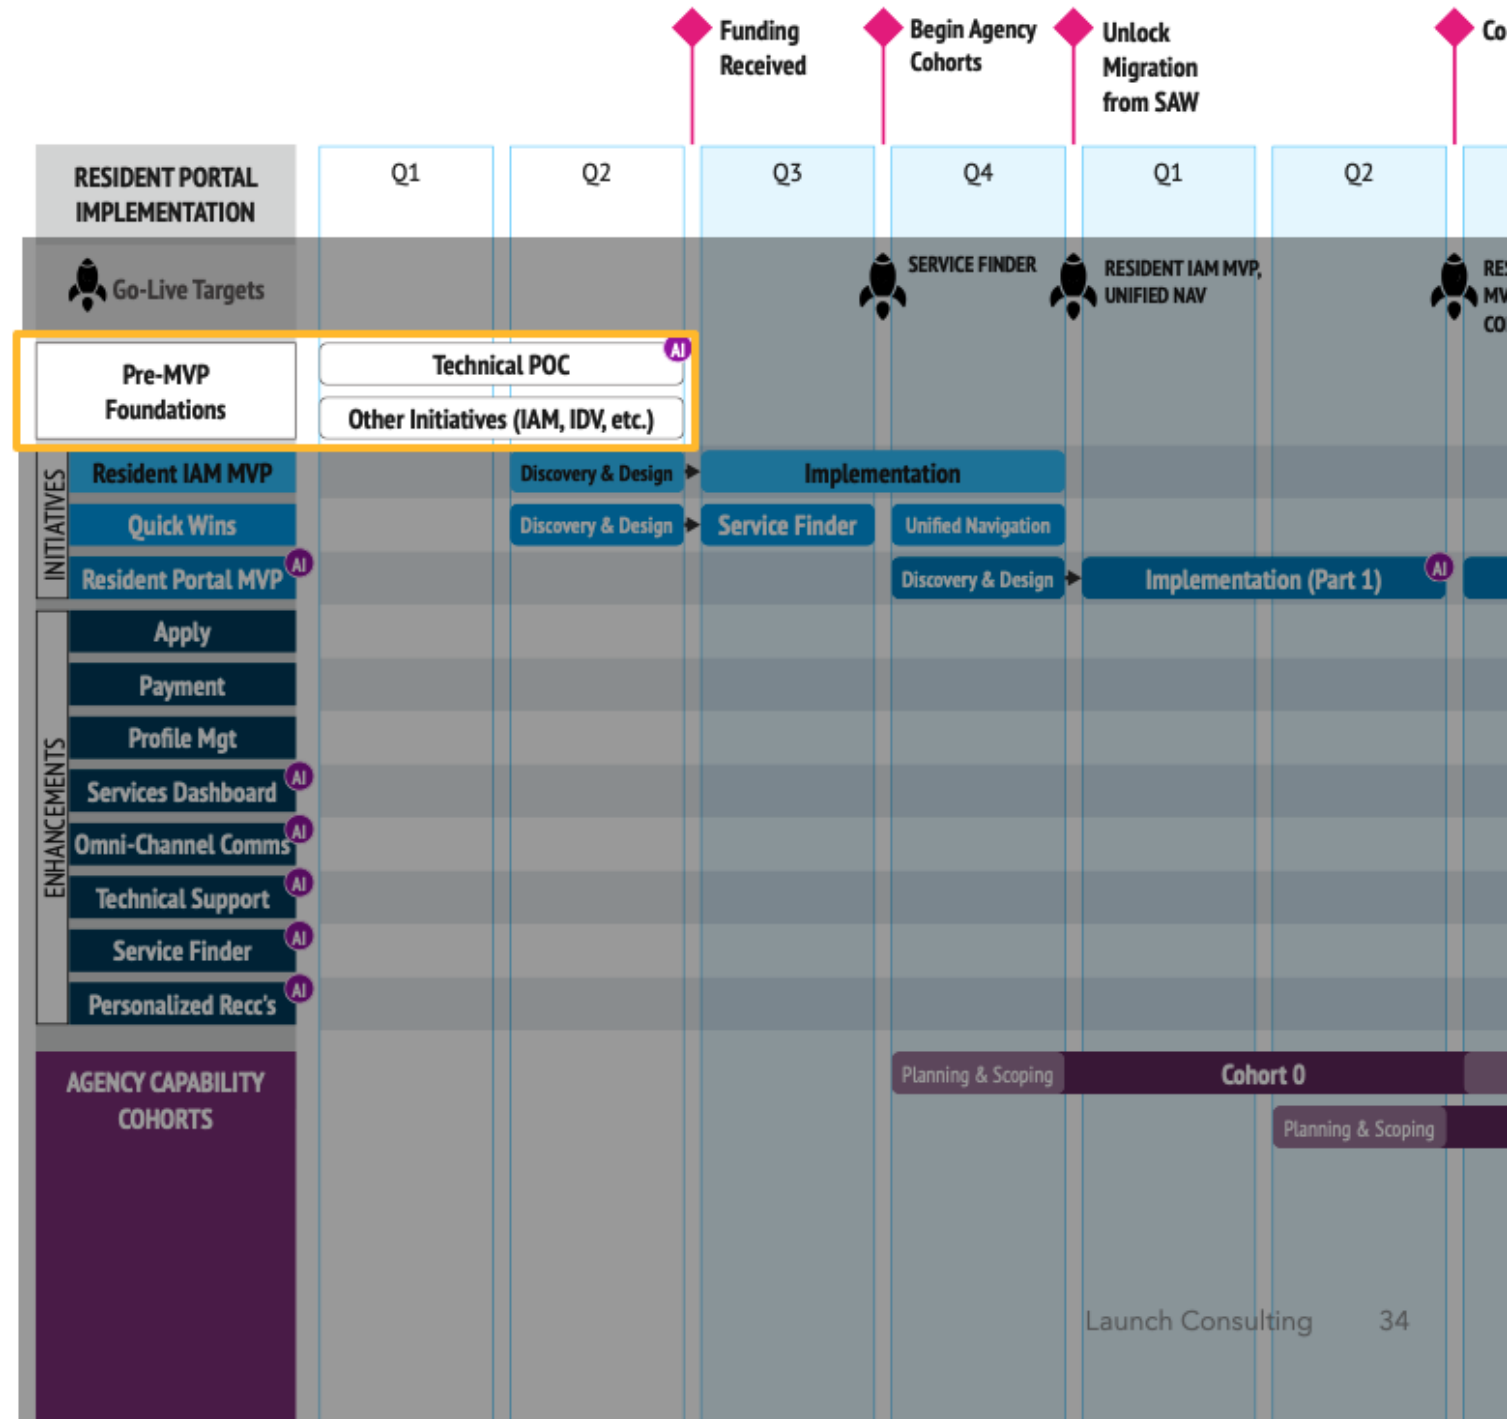 Funding
Received
Begin Agency
Cohorts
Unlock
Migration
from SAW
Co
RESIDENT PORTAL
IMPLEMENTATION
Q1
Q2
Q3
Q4
Q1
Q2
Go-Live Targets
SERVICE FINDER
RESIDENT IAM MVP,
UNIFIED NAV
RES
MV
CO
Pre-MVP
Foundations
Technical POC
AI
Other Initiatives (IAM, IDV, etc.)
INITIATIVES
Resident IAM MVP
Discovery & Design
Implementation
Quick Wins
Discovery & Design
Service Finder
Unified Navigation
Resident Portal MVP
AI
Discovery & Design
Implementation (Part 1)
AI
ENHANCEMENTS
Apply
Payment
Profile Mgt
Services Dashboard
AI
Omni-Channel Comms
AI
Technical Support
AI
Service Finder
AI
Personalized Recc's
AI
AGENCY CAPABILITY
COHORTS
Planning & Scoping
Cohort 0
Planning & Scoping
Launch Consulting 34